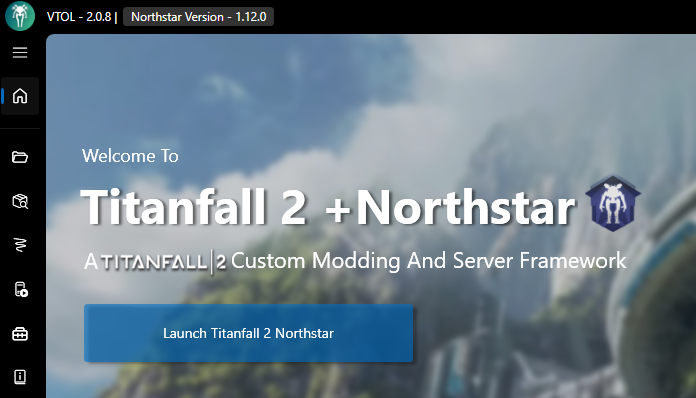 VTOL - 2.0.8 | Northstar Version - 1.12.0
Welcome To
Titanfall 2 +Northstar
A TITANFALL|2 Custom Modding And Server Framework
Launch Titanfall 2 Northstar